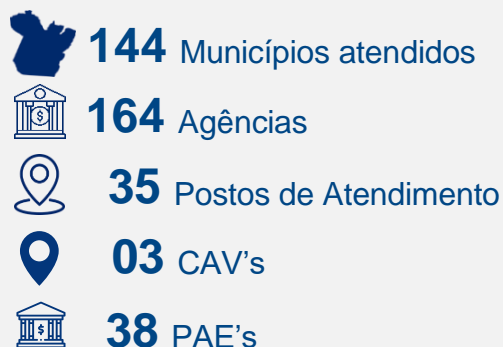 144 Municípios atendidos
164 Agências
35 Postos de Atendimento
03 CAV's
38 PAE's